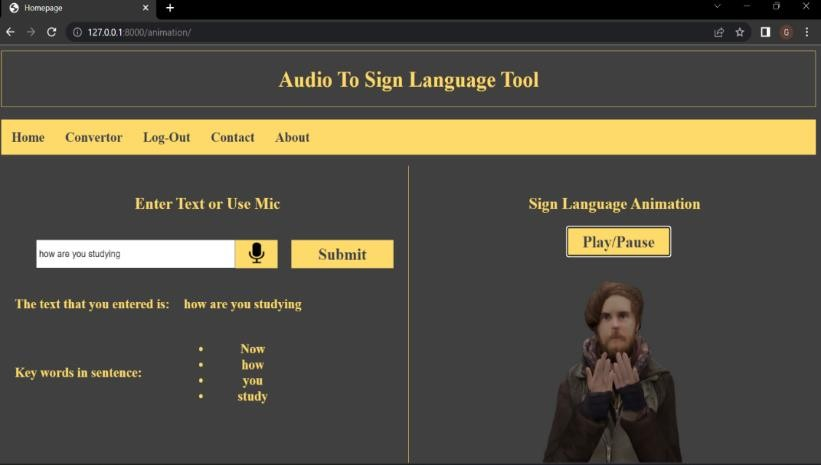 Homepage
127.0.0.1:8000/animation/
G
Audio To Sign Language Tool
Home Convertor Log-Out Contact About
Enter Text or Use Mic
how are you studying
Submit
The text that you entered is: how are you studying
Key words in sentence:
Now
how
you
study
Sign Language Animation
Play/Pause